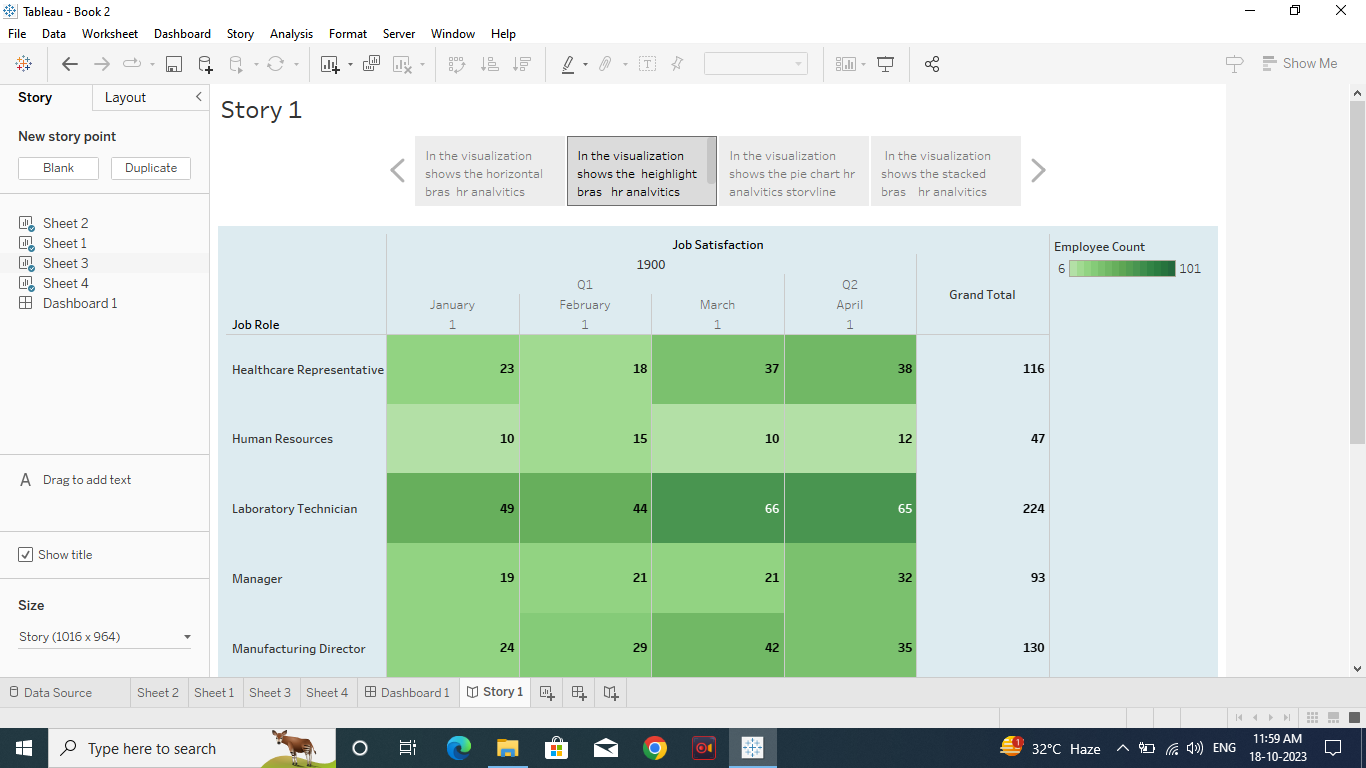 Tableau - Book 2
File Data Worksheet Dashboard Story Analysis Format Server Window Help
Show Me
Story Layout
New story point
Blank Duplicate
Sheet 2
Sheet 1
Sheet 3
Sheet 4
Dashboard 1
A Drag to add text
Show title
Size
Story (1016 x 964)
Story 1
In the visualization
shows the horizontal
bras hr analvitics
In the visualization
shows the heighlight
bras hr analvitics
In the visualization
shows the pie chart hr
analvitics storvline
In the visualization
shows the stacked
bras hr analvitics
Job Satisfaction
1900
Q1 Q2
January February March April Grand Total
Job Role 1 1 1 1
Healthcare Representative 23 18 37 38 116
Human Resources 10 15 10 12 47
Laboratory Technician 49 44 66 65 224
Manager 19 21 21 32 93
Manufacturing Director 24 29 42 35 130
Employee Count
6 101
Data Source Sheet 2 Sheet 1 Sheet 3 Sheet 4 Dashboard 1 Story 1
Type here to search
1
32°C Haze
ENG
11:59 AM
18-10-2023